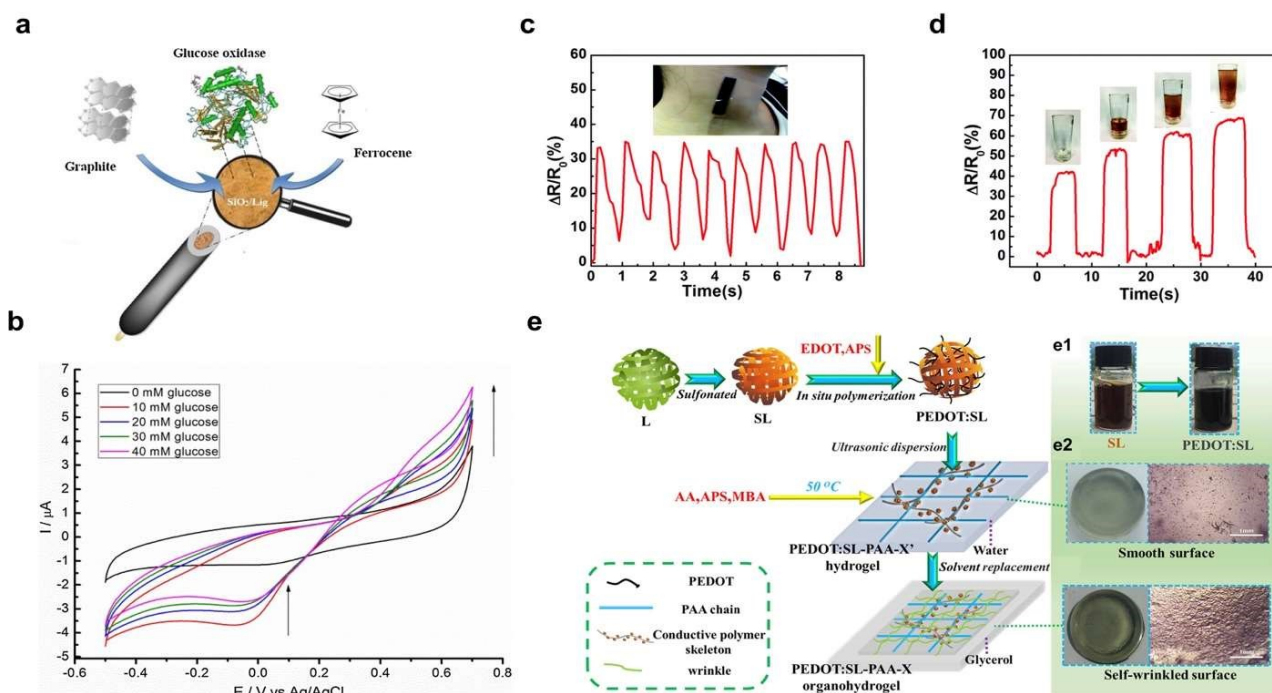 a
Glucose oxidase
Graphite
Ferrocene
SiO₂/Lig
b
7
6
5
4
3
2
1
0
-1
-2
-3
-4
-5
I / μA
0 mM glucose
10 mM glucose
20 mM glucose
30 mM glucose
40 mM glucose
-0.6 -0.4 -0.2 0.0 0.2 0.4 0.6 0.8
E / V vs Ag/AgCl
c
60
50
40
30
20
10
0
ΔR/R₀(%)
0 1 2 3 4 5 6 7 8
Time(s)
d
100
90
80
70
60
50
40
30
20
10
0
ΔR/R₀(%)
0 10 20 30 40
Time(s)
e
EDOT,APS
Sulfonated
In situ polymerization
L
SL
PEDOT:SL
Ultrasonic dispersion
AA,APS,MBA
50 °C
PEDOT:SL-PAA-X'
hydrogel
Water
Solvent replacement
PEDOT
PAA chain
Conductive polymer
skeleton
wrinkle
PEDOT:SL-PAA-X
organohydrogel
Glycerol
e1
SL
PEDOT:SL
e2
1mm
Smooth surface
1mm
Self-wrinkled surface